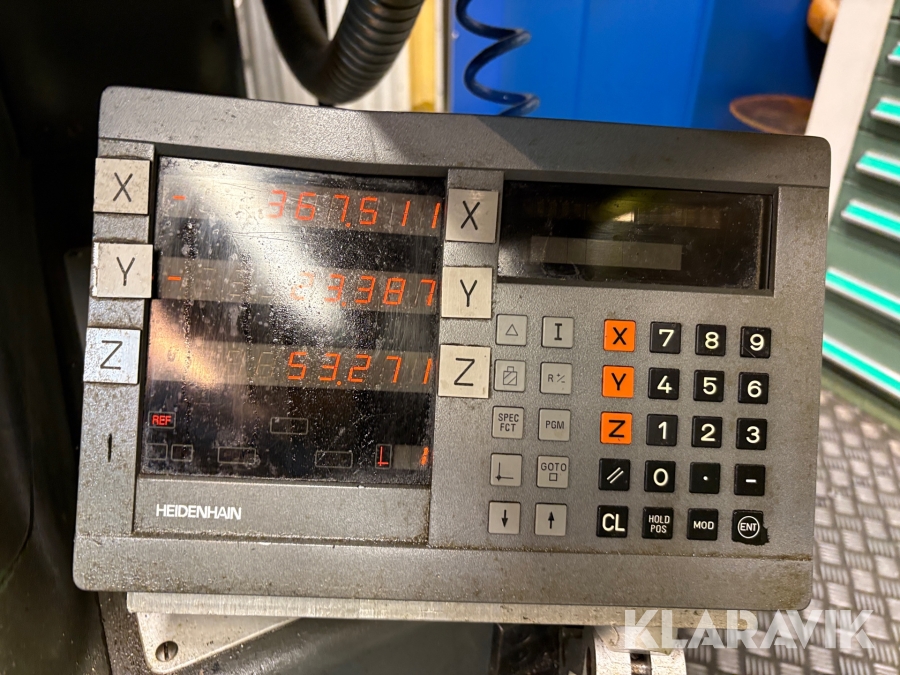 X - 367.511 X
Y - 23.387 Y
Z 53.271 Z
REF
HEIDENHAIN
△ I X 7 8 9
R Y 4 5 6
SPEC FCT PGM Z 1 2 3
GOTO □ 0 . -
↓ ↑ CL HOLD POS MOD ENT
KLARAVIK